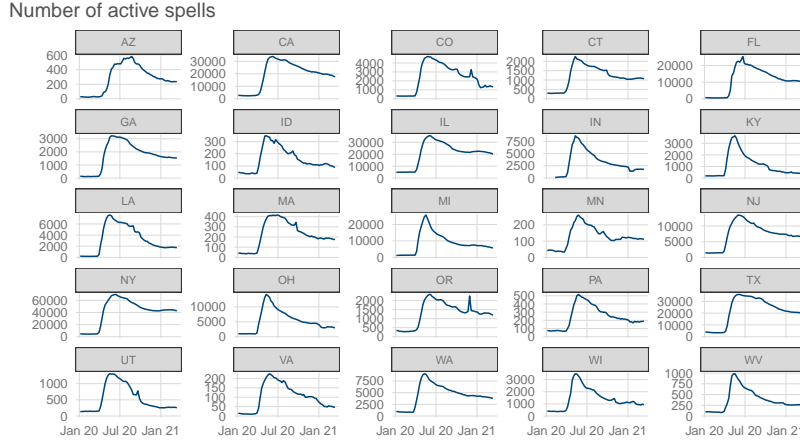 Number of active spells
AZ CA CO CT FL
600 400 200 0
30000 20000 10000 0
4000 3000 2000 1000 0
2000 1500 1000 500 0
20000 10000 0
GA ID IL IN KY
3000 2000 1000 0
300 200 100 0
30000 20000 10000 0
7500 5000 2500 0
3000 2000 1000 0
LA MA MI MN NJ
6000 4000 2000 0
400 300 200 100 0
20000 10000 0
200 100 0
10000 5000 0
NY OH OR PA TX
60000 40000 20000 0
10000 5000 0
2000 1500 1000 500 0
500 400 300 200 100 0
30000 20000 10000 0
UT VA WA WI WV
1000 500 0
200 150 100 50 0
7500 5000 2500 0
3000 2000 1000 0
1000 750 500 250 0
Jan 20 Jul 20 Jan 21 Jan 20 Jul 20 Jan 21 Jan 20 Jul 20 Jan 21 Jan 20 Jul 20 Jan 21 Jan 20 Jul 20 Jan 21